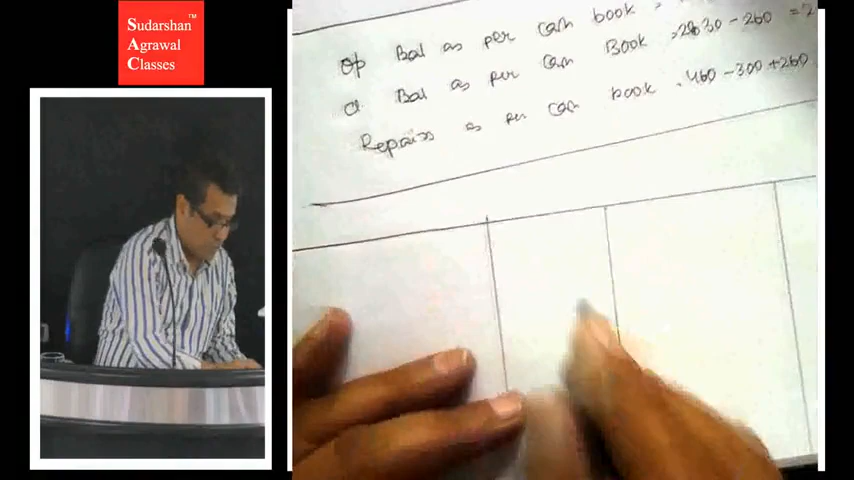 Sudarshan™
Agrawal
Classes
Op Bal as per Cash book .
Cl Bal as per Cash Book . 2830 - 260 =
Repairs as per Cash book . 460 - 300 + 260